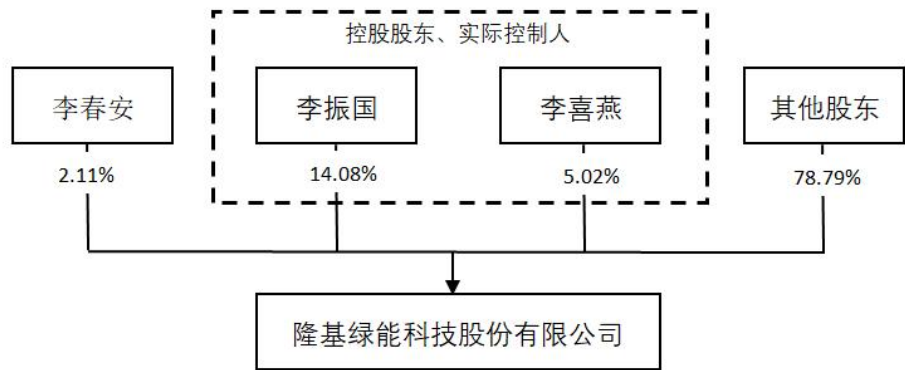 控股股东、实际控制人
李春安
李振国
李喜燕
其他股东
2.11%
14.08%
5.02%
78.79%
隆基绿能科技股份有限公司